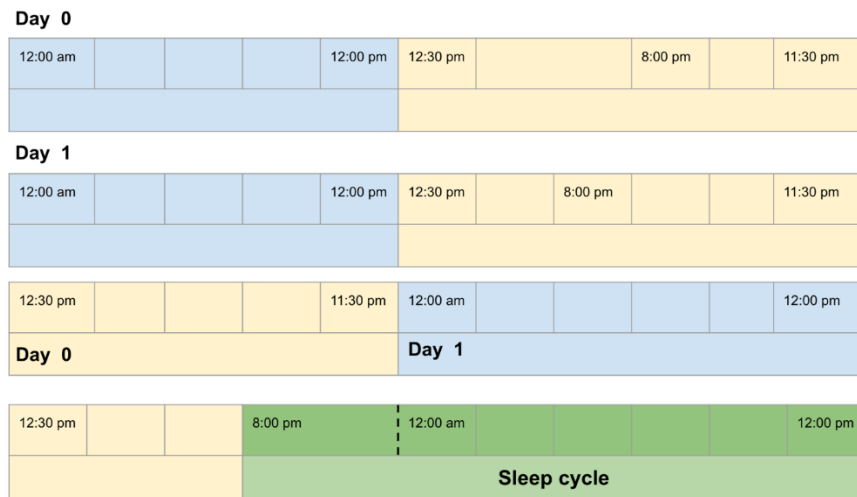 Day 0
12:00 am 12:00 pm 12:30 pm 8:00 pm 11:30 pm
Day 1
12:00 am 12:00 pm 12:30 pm 8:00 pm 11:30 pm
12:30 pm 11:30 pm 12:00 am 12:00 pm
Day 0 Day 1
12:30 pm 8:00 pm 12:00 am 12:00 pm
Sleep cycle